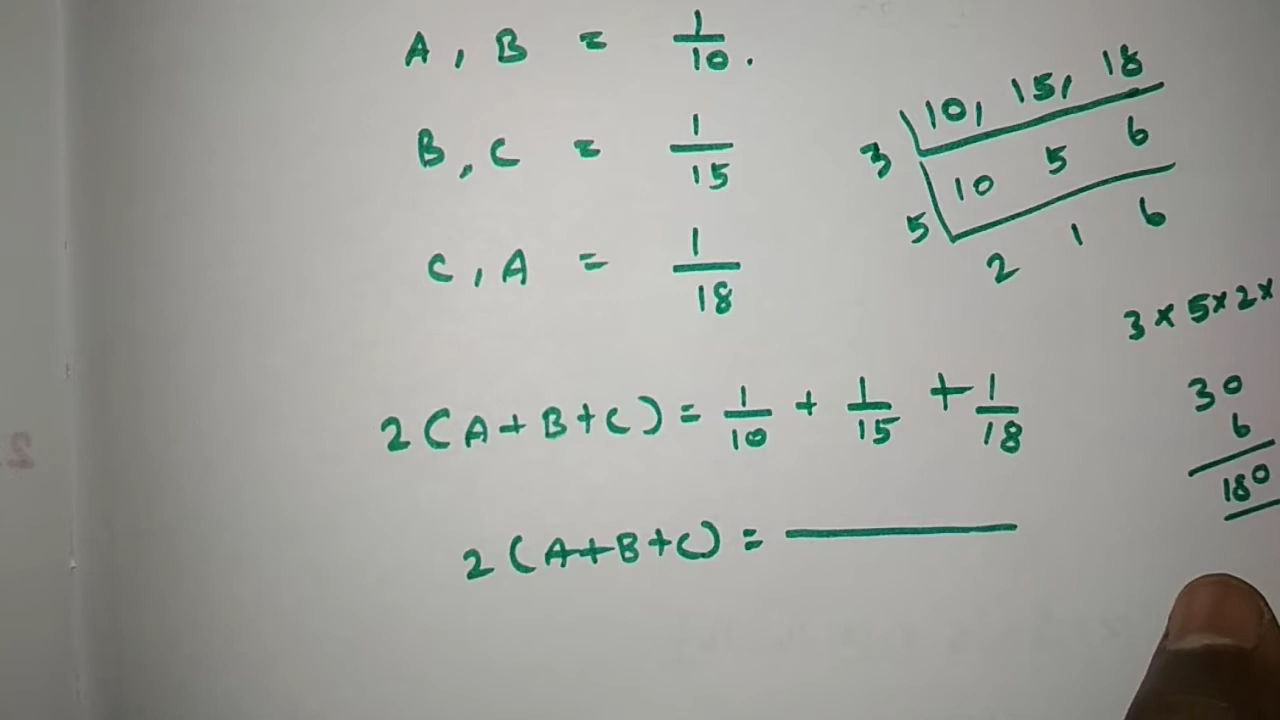 A, B = 1/10.
B, C = 1/15
C, A = 1/18
3 | 10, 15, 18
5 | 10 5 6
2 1 6
3 × 5 × 2 ×
30
6
180
2(A+B+C) = 1/10 + 1/15 + 1/18
2(A+B+C) =